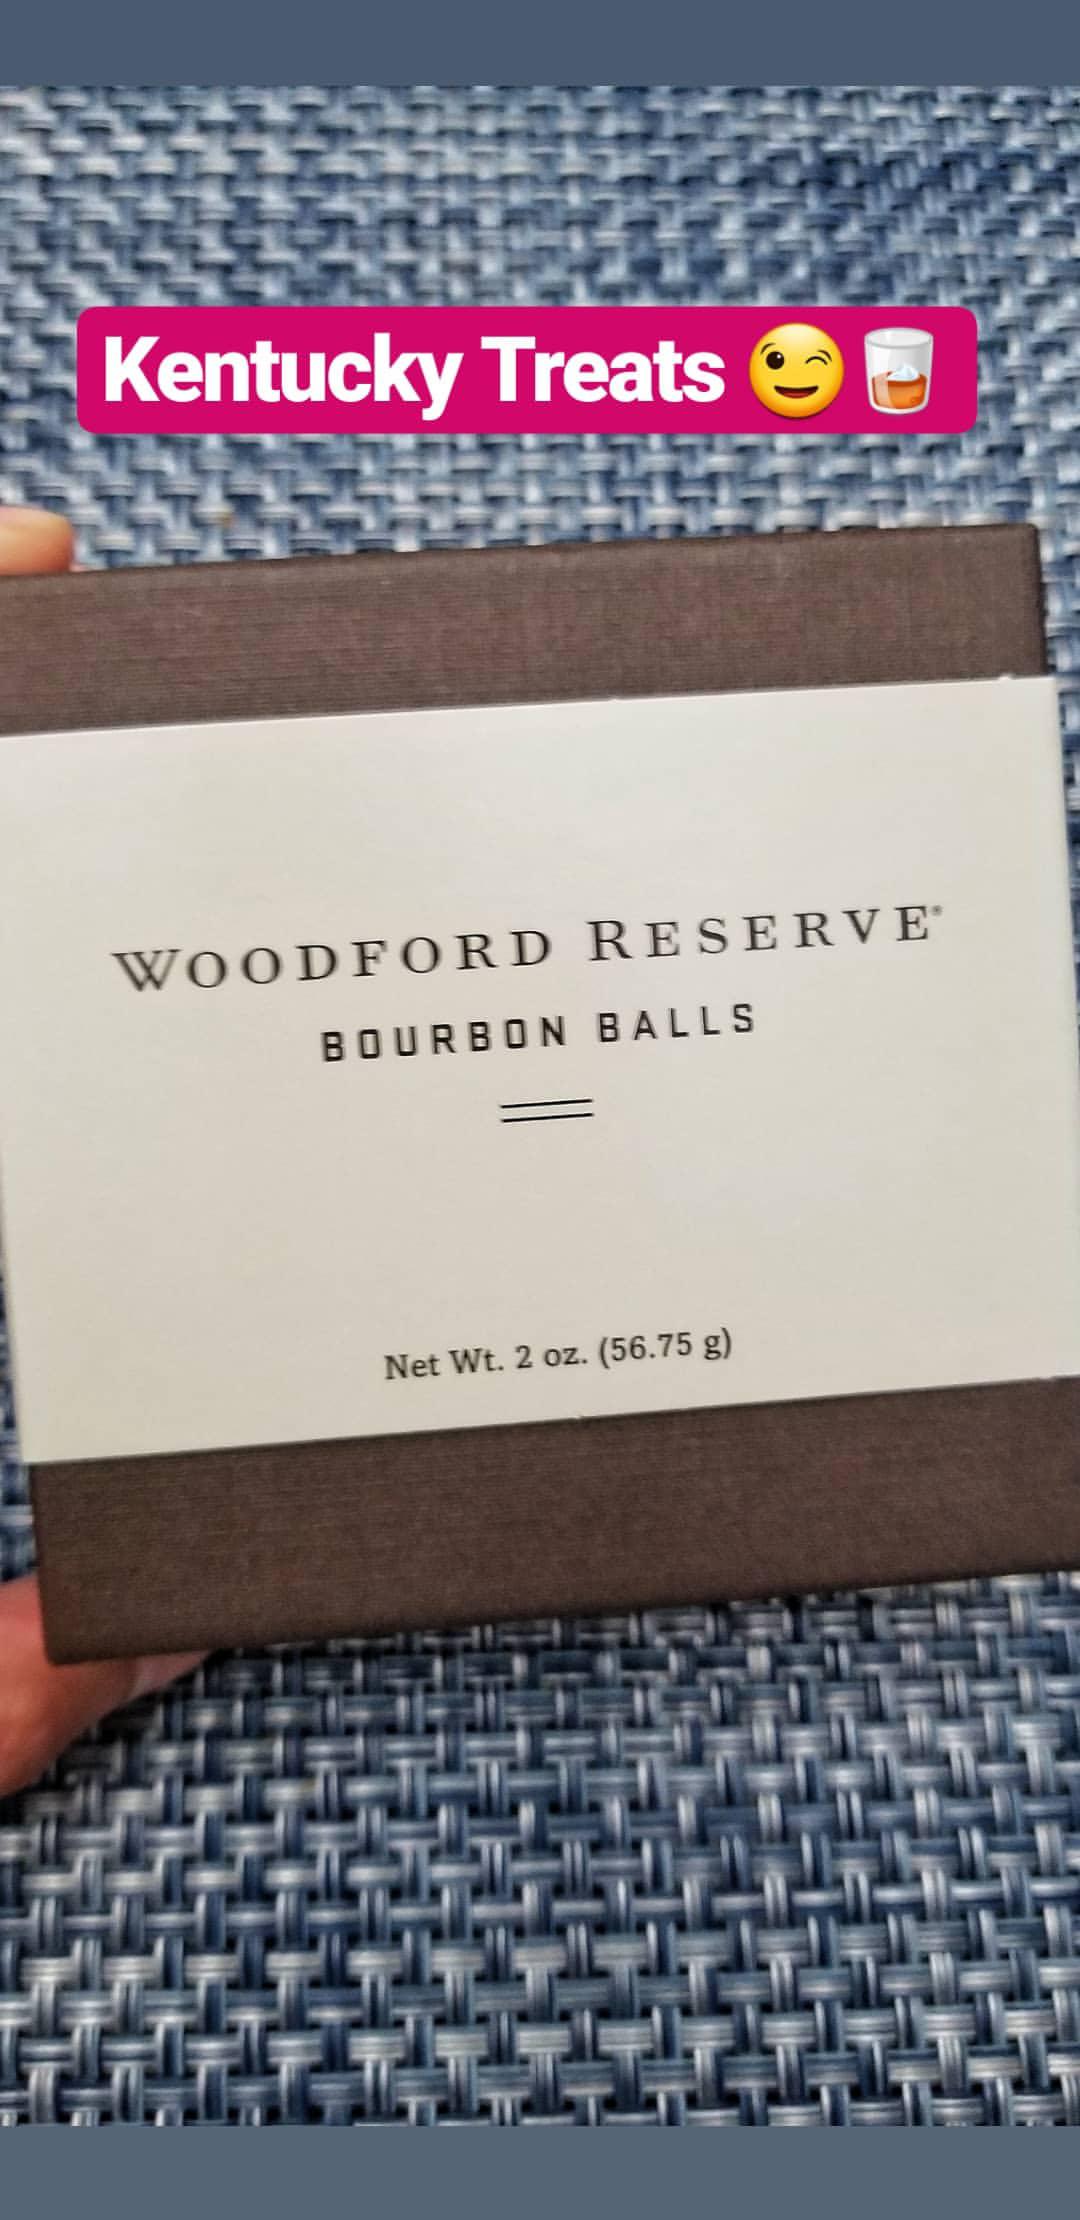 Kentucky Treats 😉🥃
WOODFORD RESERVE®
BOURBON BALLS
Net Wt. 2 oz. (56.75 g)